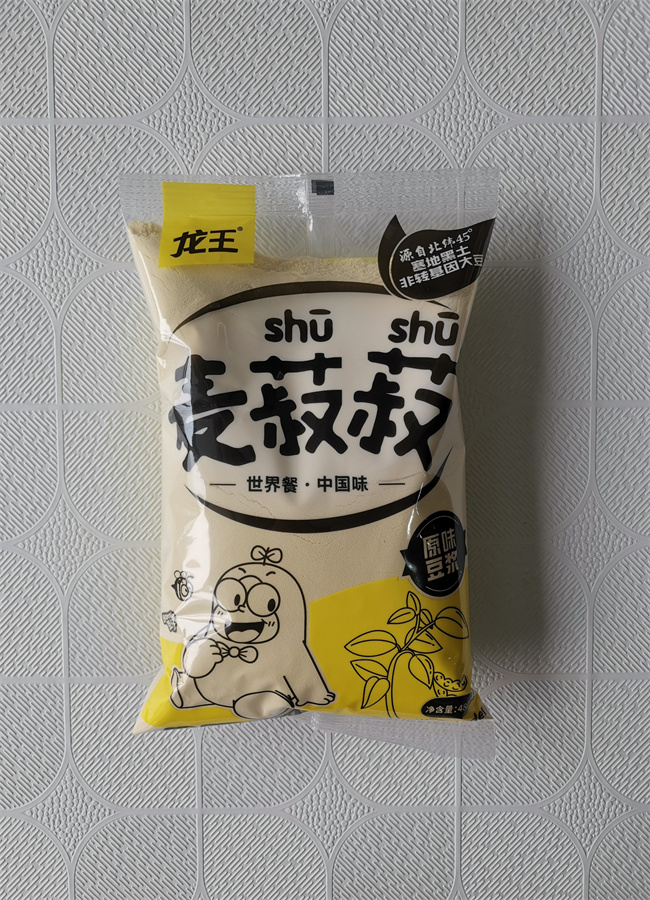 龙王®
源自北纬45°
寒地黑土
非转基因大豆
shū shū
麦菽菽
世界餐·中国味
原味
豆浆
净含量: